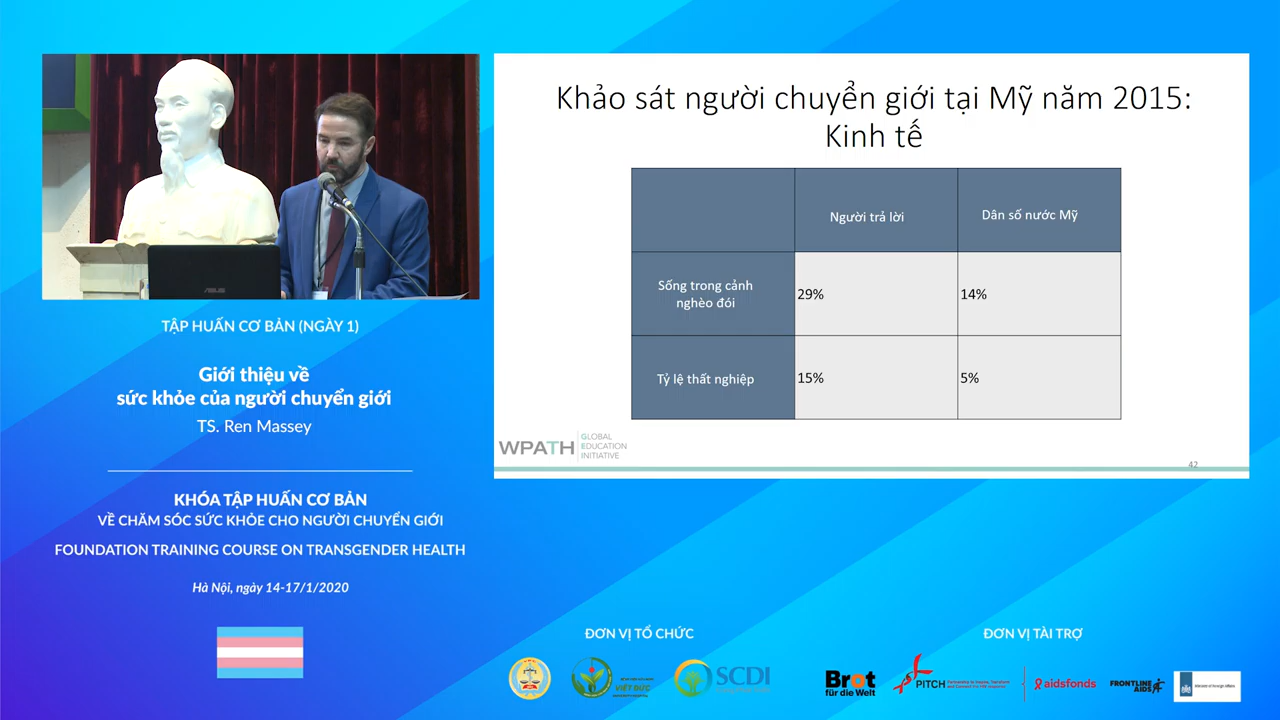 Khảo sát người chuyển giới tại Mỹ năm 2015:
Kinh tế
Người trả lời
Dân số nước Mỹ
Sống trong cảnh
nghèo đói
29%
14%
Tỷ lệ thất nghiệp
15%
5%
WPATH
GLOBAL
EDUCATION
INITIATIVE
42
TẬP HUẤN CƠ BẢN (NGÀY 1)
Giới thiệu về
sức khỏe của người chuyển giới
TS. Ren Massey
KHÓA TẬP HUẤN CƠ BẢN
VỀ CHĂM SÓC SỨC KHỎE CHO NGƯỜI CHUYỂN GIỚI
FOUNDATION TRAINING COURSE ON TRANSGENDER HEALTH
Hà Nội, ngày 14-17/1/2020
ĐƠN VỊ TỔ CHỨC
VIỆT ĐỨC
SCDI
ĐƠN VỊ TÀI TRỢ
Brot
für die Welt
PITCH
aidsfonds
FRONTLINE
AIDS